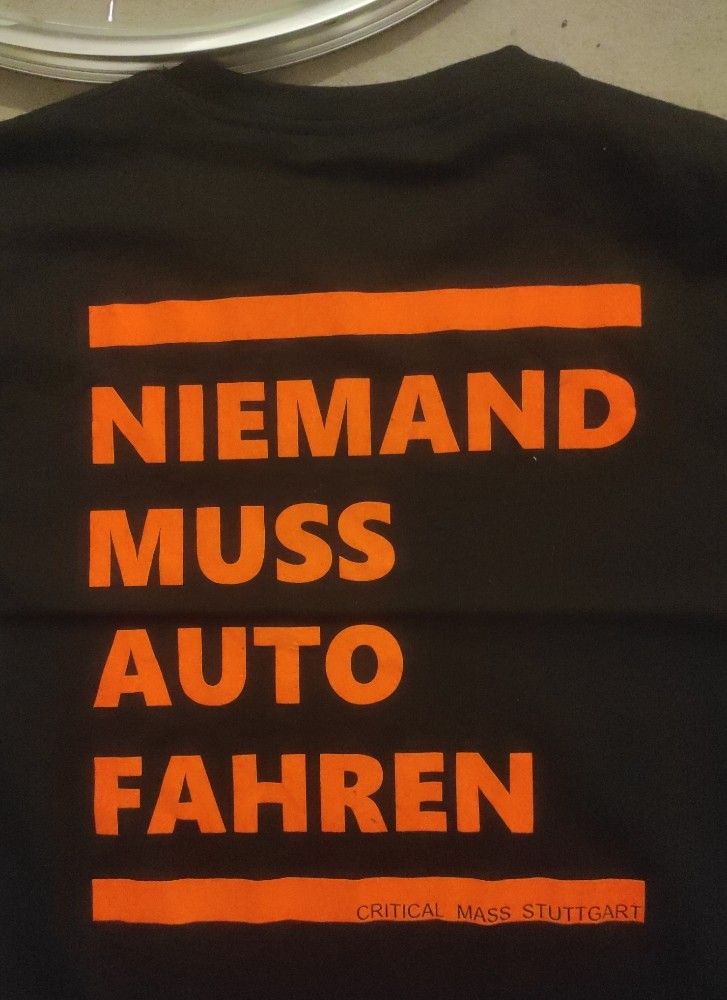 NIEMAND
MUSS
AUTO
FAHREN
CRITICAL MASS STUTTGART